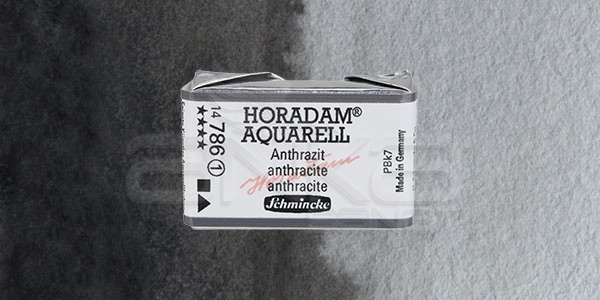 HORADAM®
AQUARELL
Anthrazit
anthracite
anthracite
Schmincke
14 786 1
PBk7
Made in Germany